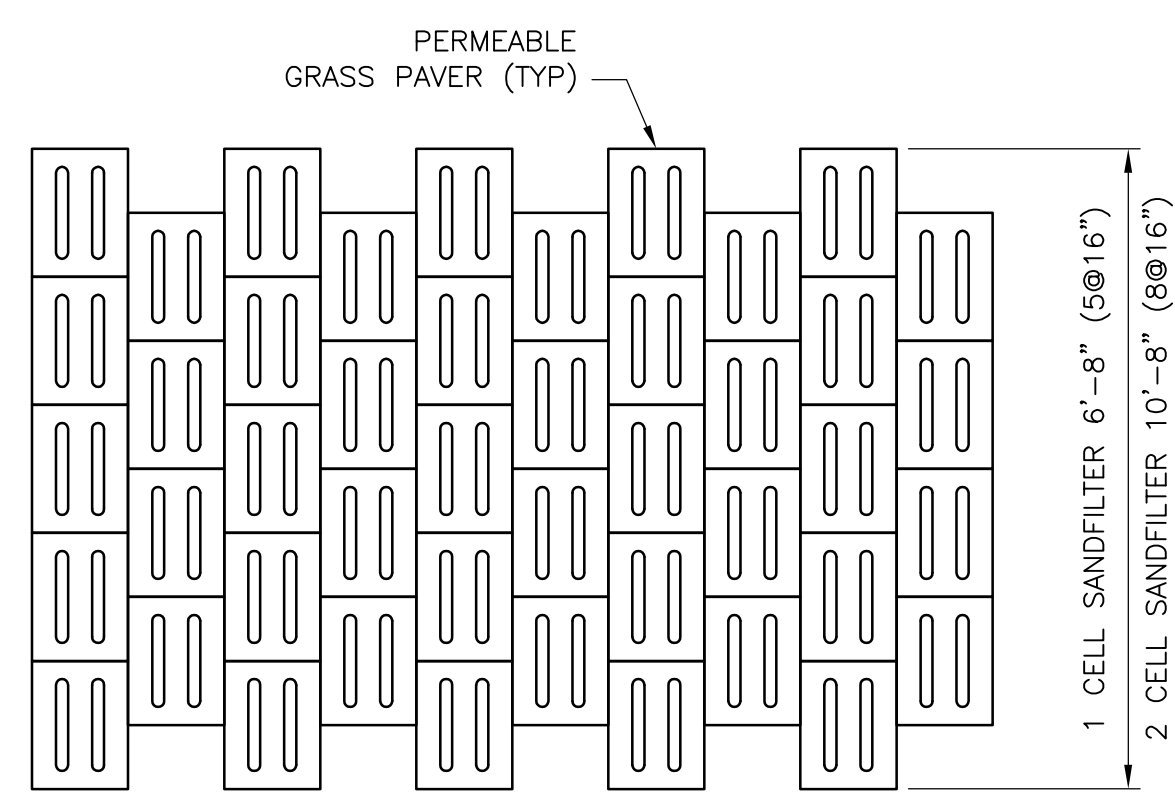 PERMEABLE
GRASS PAVER (TYP)
1 CELL SANDFILTER 6'-8" (5@16")
2 CELL SANDFILTER 10'-8" (8@16")